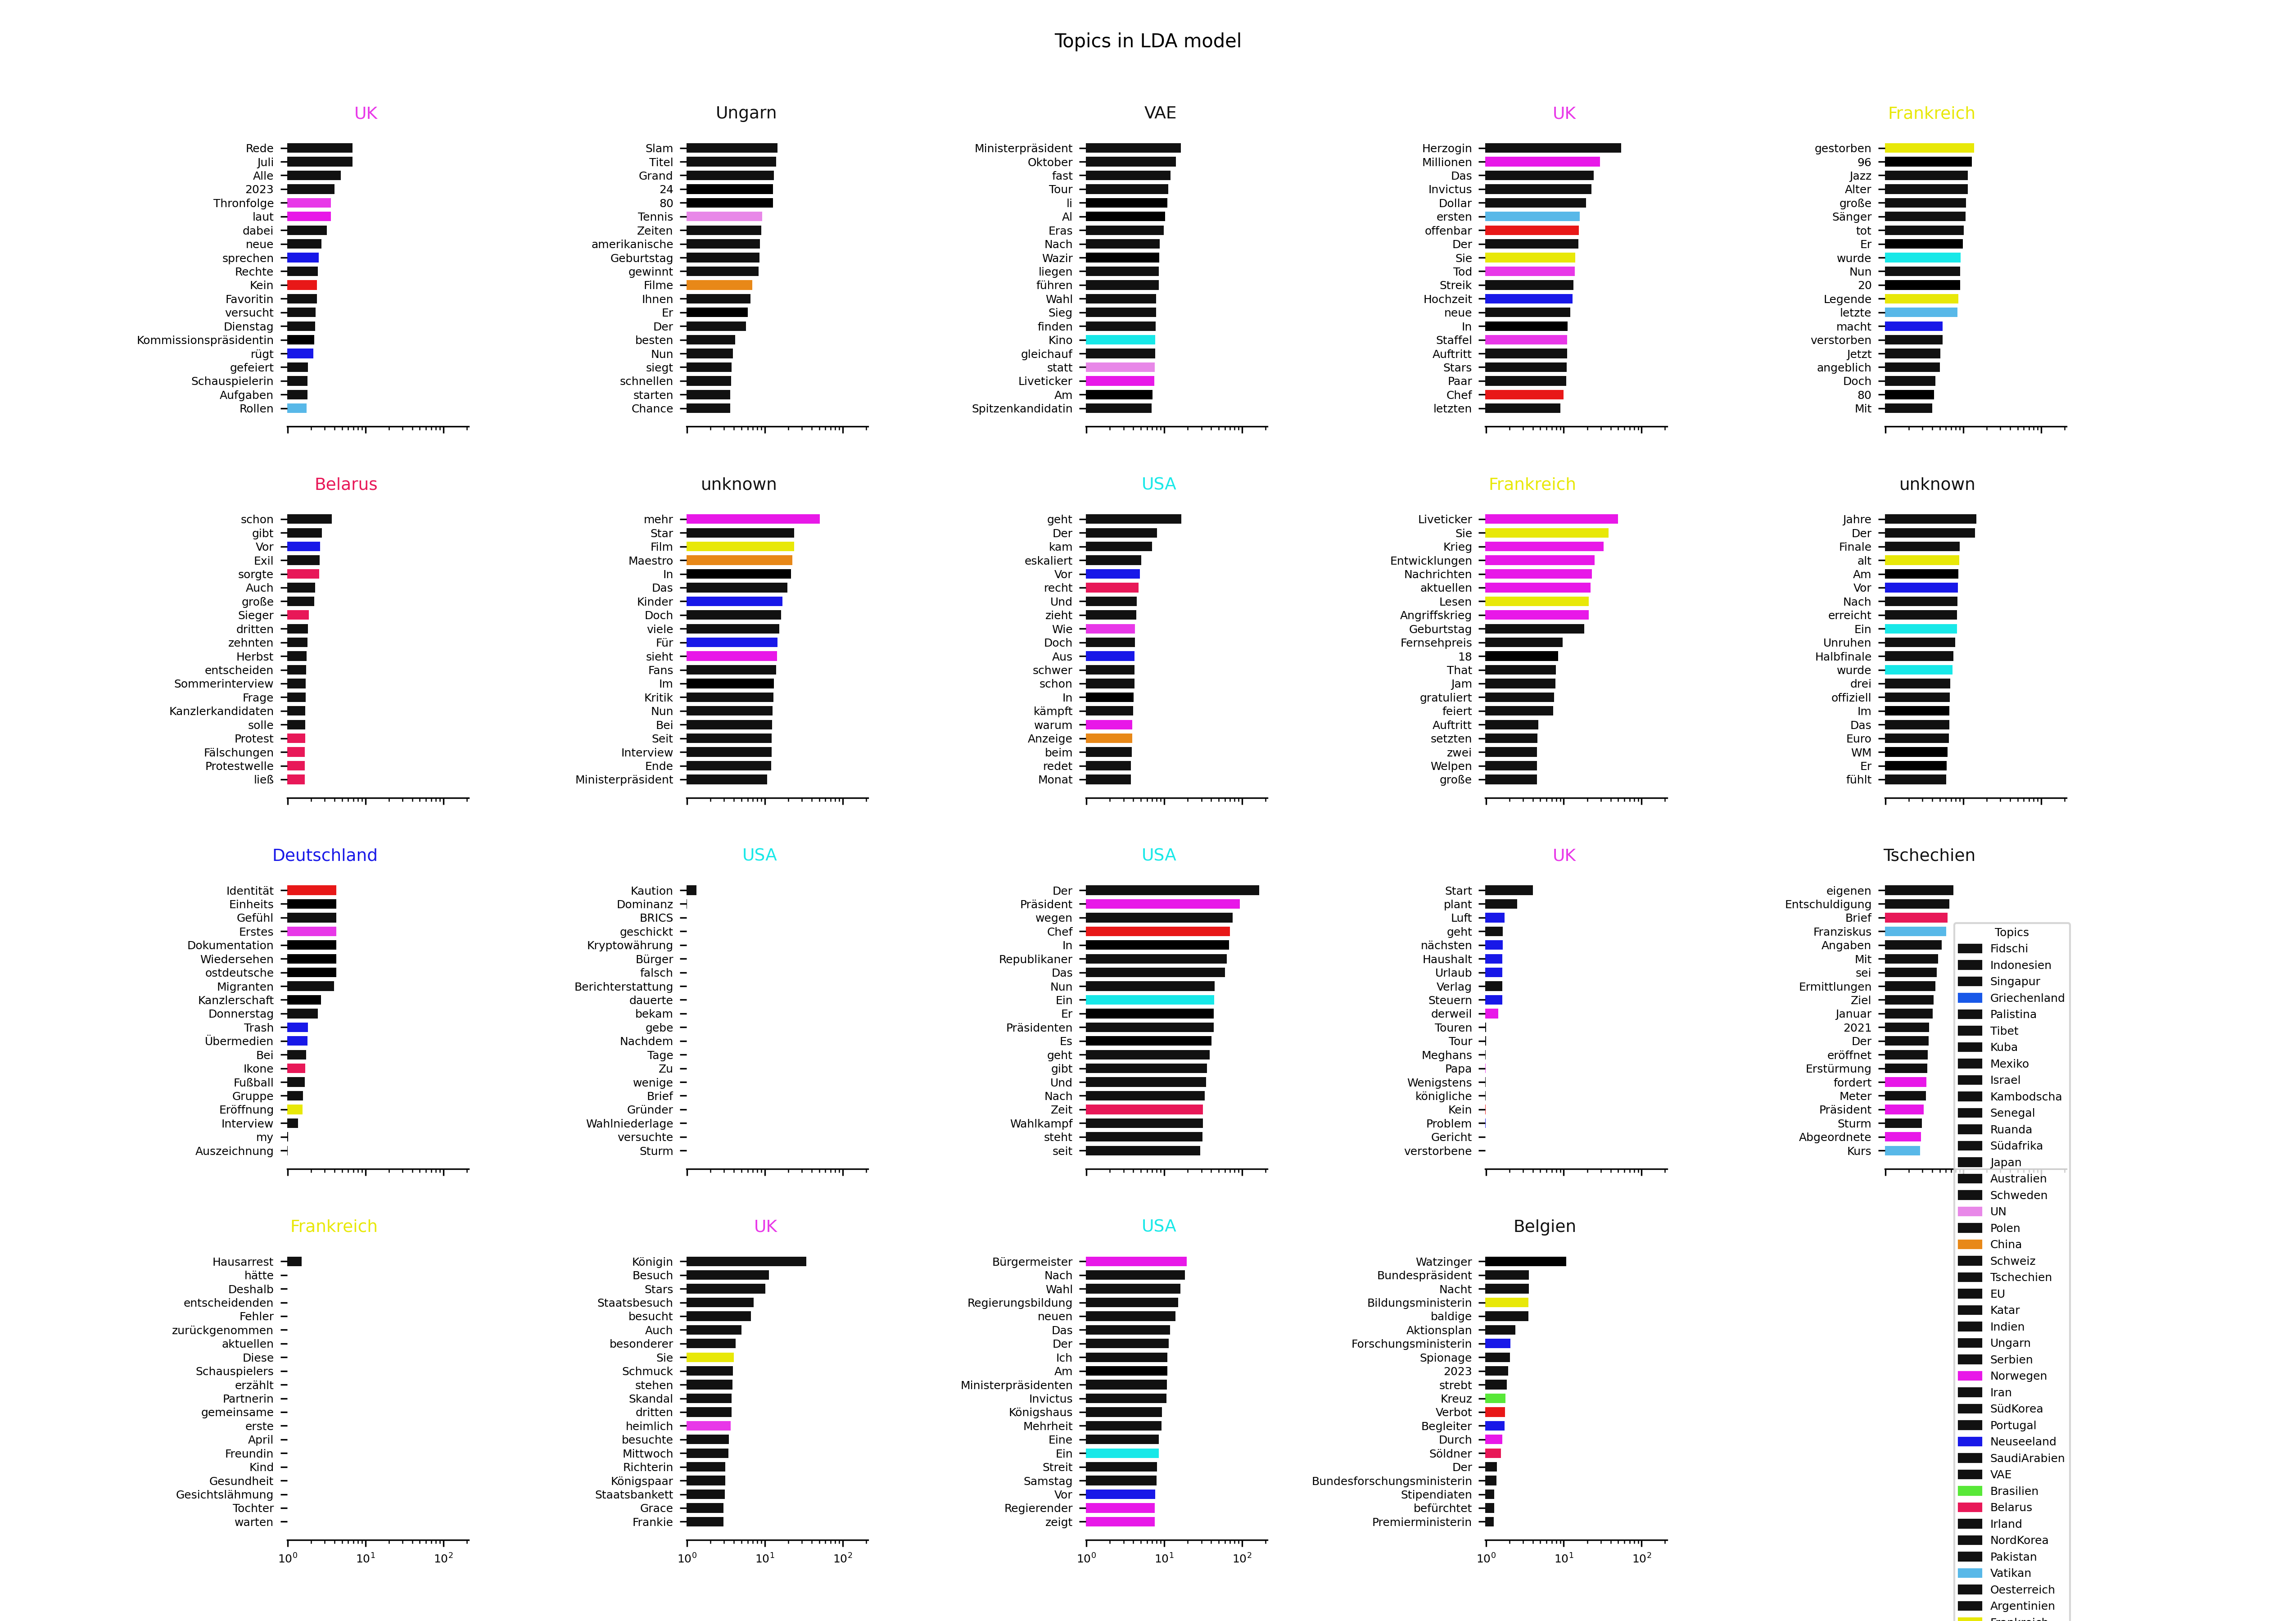 Topics in LDA model
UK
Rede
Juli
Alle
2023
Thronfolge
laut
dabei
neue
sprechen
Rechte
Kein
Favoritin
versucht
Dienstag
Kommissionspräsidentin
rügt
gefeiert
Schauspielerin
Aufgaben
Rollen
Ungarn
Slam
Titel
Grand
24
80
Tennis
Zeiten
amerikanische
Geburtstag
gewinnt
Filme
Ihnen
Er
Der
besten
Nun
siegt
schnellen
starten
Chance
VAE
Ministerpräsident
Oktober
fast
Tour
li
Al
Eras
Nach
Wazir
liegen
führen
Wahl
Sieg
finden
Kino
gleichauf
statt
Liveticker
Am
Spitzenkandidatin
UK
Herzogin
Millionen
Das
Invictus
Dollar
ersten
offenbar
Der
Sie
Tod
Streik
Hochzeit
neue
In
Staffel
Auftritt
Stars
Paar
Chef
letzten
Frankreich
gestorben
96
Jazz
Alter
große
Sänger
tot
Er
wurde
Nun
20
Legende
letzte
macht
verstorben
Jetzt
angeblich
Doch
80
Mit
Belarus
schon
gibt
Vor
Exil
sorgte
Auch
große
Sieger
dritten
zehnten
Herbst
entscheiden
Sommerinterview
Frage
Kanzlerkandidaten
solle
Protest
Fälschungen
Protestwelle
ließ
unknown
mehr
Star
Film
Maestro
In
Das
Kinder
Doch
viele
Für
sieht
Fans
Im
Kritik
Nun
Bei
Seit
Interview
Ende
Ministerpräsident
USA
geht
Der
kam
eskaliert
Vor
recht
Und
zieht
Wie
Doch
Aus
schwer
schon
In
kämpft
warum
Anzeige
beim
redet
Monat
Frankreich
Liveticker
Sie
Krieg
Entwicklungen
Nachrichten
aktuellen
Lesen
Angriffskrieg
Geburtstag
Fernsehpreis
18
That
Jam
gratuliert
feiert
Auftritt
setzten
zwei
Welpen
große
unknown
Jahre
Der
Finale
alt
Am
Vor
Nach
erreicht
Ein
Unruhen
Halbfinale
wurde
drei
offiziell
Im
Das
Euro
WM
Er
fühlt
Deutschland
Identität
Einheits
Gefühl
Erstes
Dokumentation
Wiedersehen
ostdeutsche
Migranten
Kanzlerschaft
Donnerstag
Trash
Übermedien
Bei
Ikone
Fußball
Gruppe
Eröffnung
Interview
my
Auszeichnung
USA
Kaution
Dominanz
BRICS
geschickt
Kryptowährung
Bürger
falsch
Berichterstattung
dauerte
bekam
gebe
Nachdem
Tage
Zu
wenige
Brief
Gründer
Wahlniederlage
versuchte
Sturm
USA
Der
Präsident
wegen
Chef
In
Republikaner
Das
Nun
Ein
Er
Präsidenten
Es
geht
gibt
Und
Nach
Zeit
Wahlkampf
steht
seit
UK
Start
plant
Luft
geht
nächsten
Haushalt
Urlaub
Verlag
Steuern
derweil
Touren
Tour
Meghans
Papa
Wenigstens
königliche
Kein
Problem
Gericht
verstorbene
Tschechien
eigenen
Entschuldigung
Brief
Franziskus
Angaben
Mit
sei
Ermittlungen
Ziel
Januar
2021
Der
eröffnet
Erstürmung
fordert
Meter
Präsident
Sturm
Abgeordnete
Kurs
Frankreich
Hausarrest
hätte
Deshalb
entscheidenden
Fehler
zurückgenommen
aktuellen
Diese
Schauspielers
erzählt
Partnerin
gemeinsame
erste
April
Freundin
Kind
Gesundheit
Gesichtslähmung
Tochter
warten
10⁰ 10¹ 10²
UK
Königin
Besuch
Stars
Staatsbesuch
besucht
Auch
besonderer
Sie
Schmuck
stehen
Skandal
dritten
heimlich
besuchte
Mittwoch
Richterin
Königspaar
Staatsbankett
Grace
Frankie
10⁰ 10¹ 10²
USA
Bürgermeister
Nach
Wahl
Regierungsbildung
neuen
Das
Der
Ich
Am
Ministerpräsidenten
Invictus
Königshaus
Mehrheit
Eine
Ein
Streit
Samstag
Vor
Regierender
zeigt
10⁰ 10¹ 10²
Belgien
Watzinger
Bundespräsident
Nacht
Bildungsministerin
baldige
Aktionsplan
Forschungsministerin
Spionage
2023
strebt
Kreuz
Verbot
Begleiter
Durch
Söldner
Der
Bundesforschungsministerin
Stipendiaten
befürchtet
Premierministerin
10⁰ 10¹ 10²
Topics
Fidschi
Indonesien
Singapur
Griechenland
Palistina
Tibet
Kuba
Mexiko
Israel
Kambodscha
Senegal
Ruanda
Südafrika
Japan
Australien
Schweden
UN
Polen
China
Schweiz
Tschechien
EU
Katar
Indien
Ungarn
Serbien
Norwegen
Iran
SüdKorea
Portugal
Neuseeland
SaudiArabien
VAE
Brasilien
Belarus
Irland
NordKorea
Pakistan
Vatikan
Oesterreich
Argentinien
Frankreich